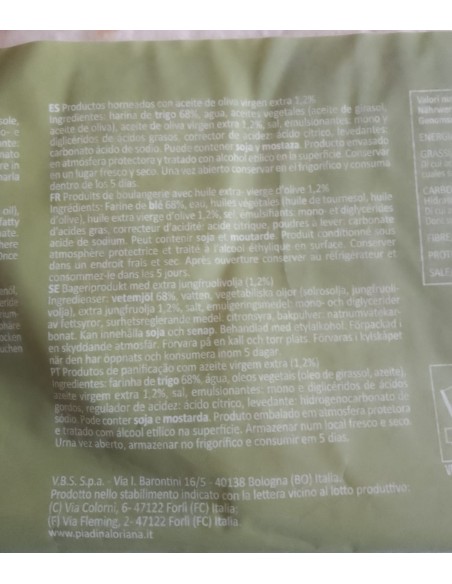 ES Productos horneados con aceite de oliva virgen extra 1,2%
Ingredientes: harina de trigo 68%, agua, aceites vegetales (aceite de girasol,
aceite de oliva), aceite de oliva virgen extra 1,2%, sal, emulsionantes: mono y
diglicéridos de ácidos grasos, corrector de acidez: ácido cítrico, levedantes:
carbonato ácido de sodio. Puede contener soja y mostaza. Producto envasado
en atmósfera protectora y tratado con alcohol etílico en la superficie. Conservar
en un lugar fresco y seco. Una vez abierto conservar en el frigorífico y consuma
dentro de los 5 dias.
FR Produits de boulangerie avec huile extra-vierge d'olive 1,2%
Ingrédients: Farine de blé 68%, eau, huiles végétales (huile de tournesol, huile
d'olive), huile extra vierge d'olive 1,2%, sel, emulsifiants: mono- et diglycérides
d'acides gras, correcteur d'acidité: acide citrique, poudres a lever: carbonate
acide de sodium. Peut contenir soja et moutarde. Produit conditionné sous
atmosphère protectrice et traité à l'alcool éthylique en surface. Conserver
dans un endroit frais et sec. Après ouverture conserver au réfrigérateur et
consommez-le dans les 5 jours.
SE Bageriprodukt med extra jungfruolivolja (1,2%)
Ingredienser: vetemjöl 68%, vatten, vegetabiliska oljor (solrosolja, jungfruoli-
volja), extra jungfruolja 1,2%, salt, emulgeringsmedel: mono- och diglycerider
av fettsyror, surhetsreglerande medel: citronsyra, bakpulver: natriumvätekar-
bonat. Kan innehålla soja och senap. Behandlad med etylalkohol. Förpackad i
en skyddande atmosfär. Förvara på en kall och torr plats. Förvaras i kylskåpet
när den har öppnats och konsumera inom 5 dagar.
PT Produtos de panificação com azeite virgem extra (1,2%)
Ingredientes: farinha de trigo 68%, água, óleos vegetais (óleo de girassol, azeite),
azeite virgem extra 1,2%, sal, emulsionantes: mono e diglicéridos de ácidos
gordos, regulador de acidez: ácido cítrico, levedante: hidrogenocarbonato de
sódio. Pode conter soja e mostarda. Produto embalado em atmosfera protetora
e tratado com álcool etílico na superfície. Armazenar num local fresco e seco.
Uma vez aberto, armazenar no frigorífico e consumir em 5 dias.
V.B.S. S.p.a. - Via I. Barontini 16/5 - 40138 Bologna (BO) Italia.
Prodotto nello stabilimento indicato con la lettera vicino al lotto produttivo:
(C) Via Colomi, 6- 47122 Forlì (FC) Italia
(F) Via Fleming, 2- 47122 Forlì (FC) Italia.
www.piadinaloriana.it
Valori
ENERG
GRASS
CARBO
FIBRE
PROT
SALE